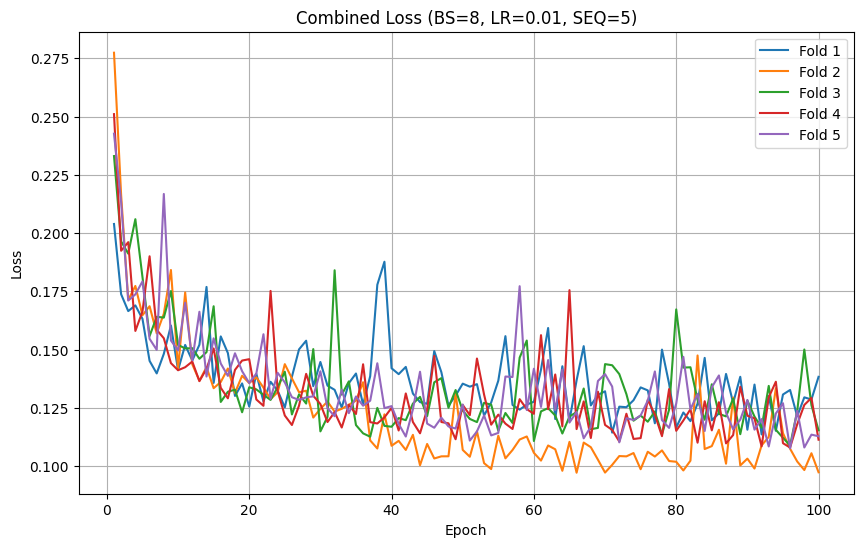 Combined Loss (BS=8, LR=0.01, SEQ=5)
Fold 1
Fold 2
Fold 3
Fold 4
Fold 5
0.275
0.250
0.225
0.200
0.175
0.150
0.125
0.100
Loss
0 20 40 60 80 100
Epoch